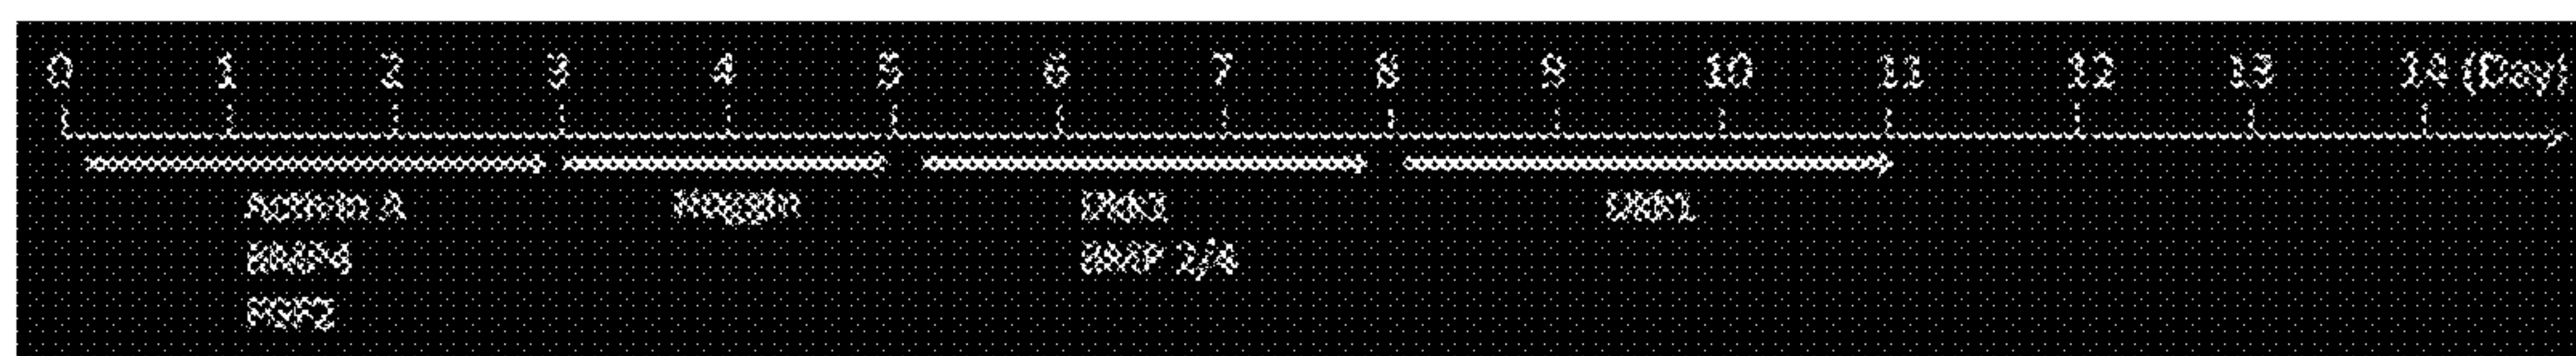 0 1 2 3 4 5 6 7 8 9 10 11 12 13 14 (Day)
Activin A Noggin DKK1 DKK1
BMP4 BMP 2/4
FGF2